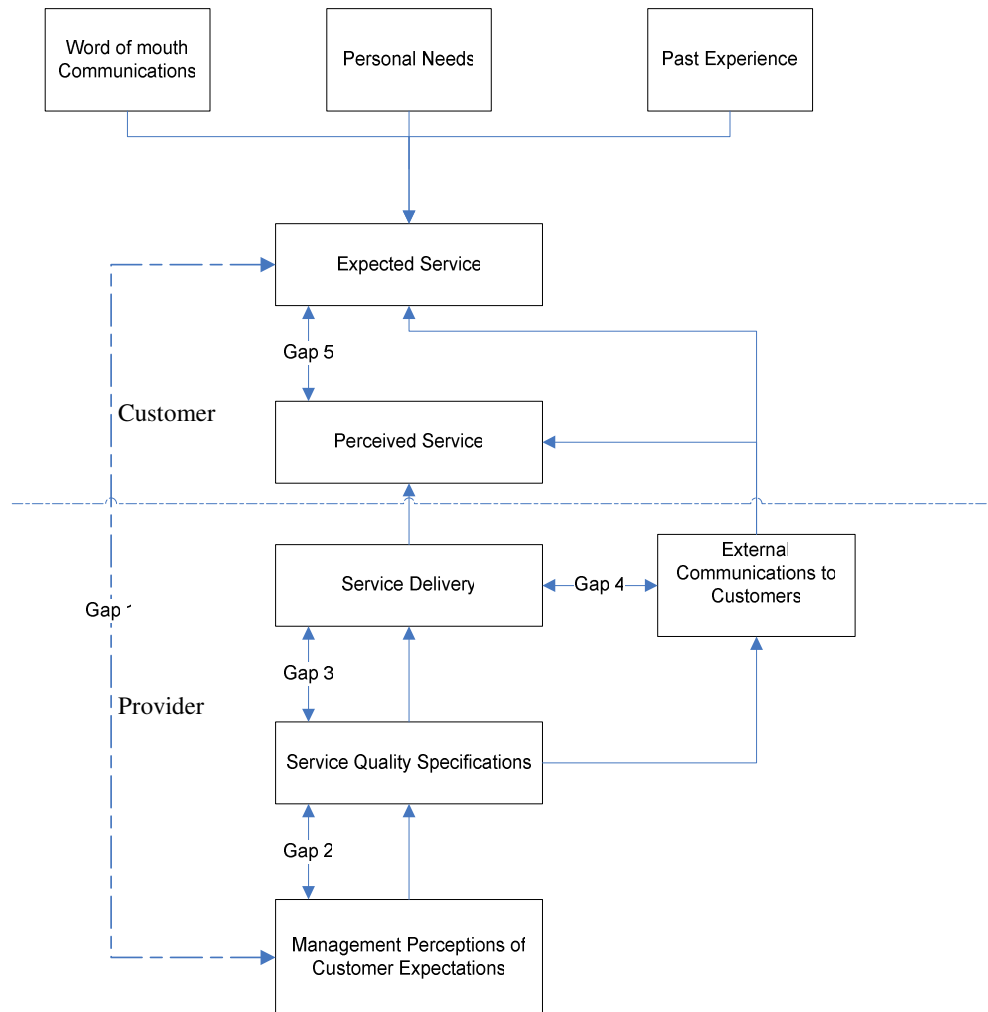 Word of mouth
Communications
Personal Needs
Past Experience
Expected Service
Gap 5
Customer
Perceived Service
External
Communications to
Customers
Service Delivery
Gap 4
Gap 1
Gap 3
Provider
Service Quality Specifications
Gap 2
Management Perceptions of
Customer Expectations